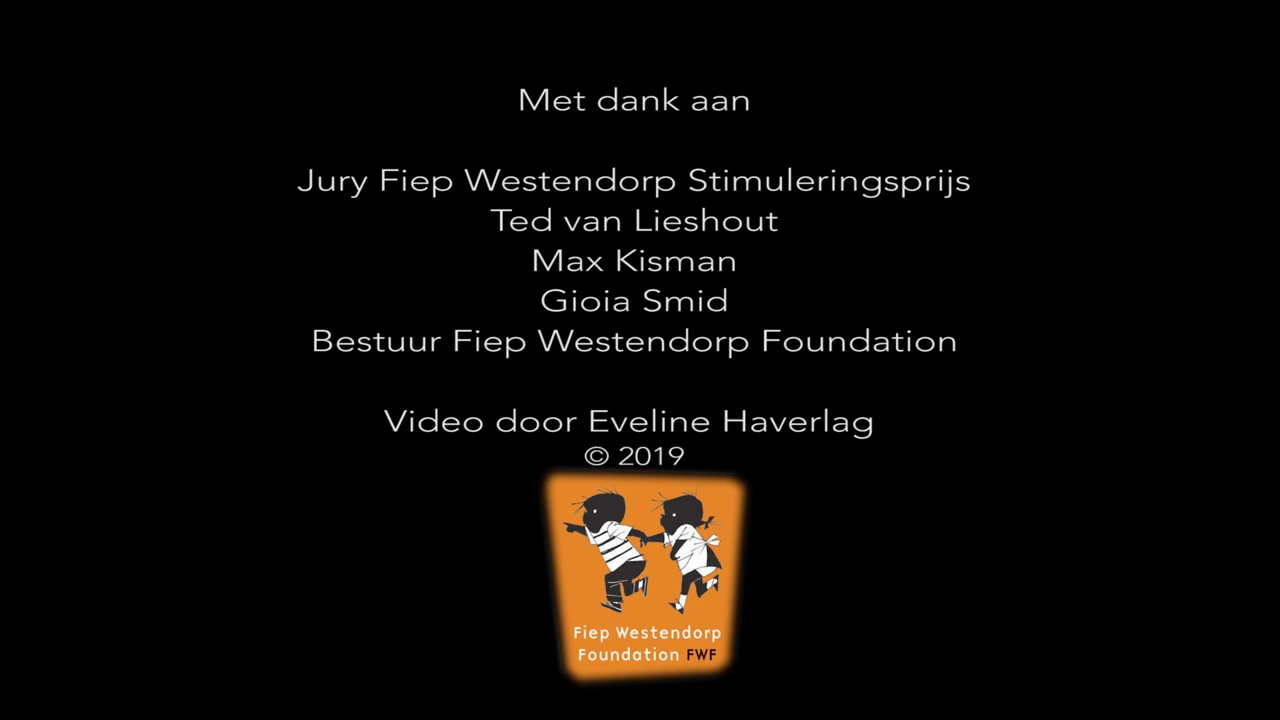 Met dank aan
Jury Fiep Westendorp Stimuleringsprijs
Ted van Lieshout
Max Kisman
Gioia Smid
Bestuur Fiep Westendorp Foundation
Video door Eveline Haverlag
© 2019
Fiep Westendorp
Foundation FWF